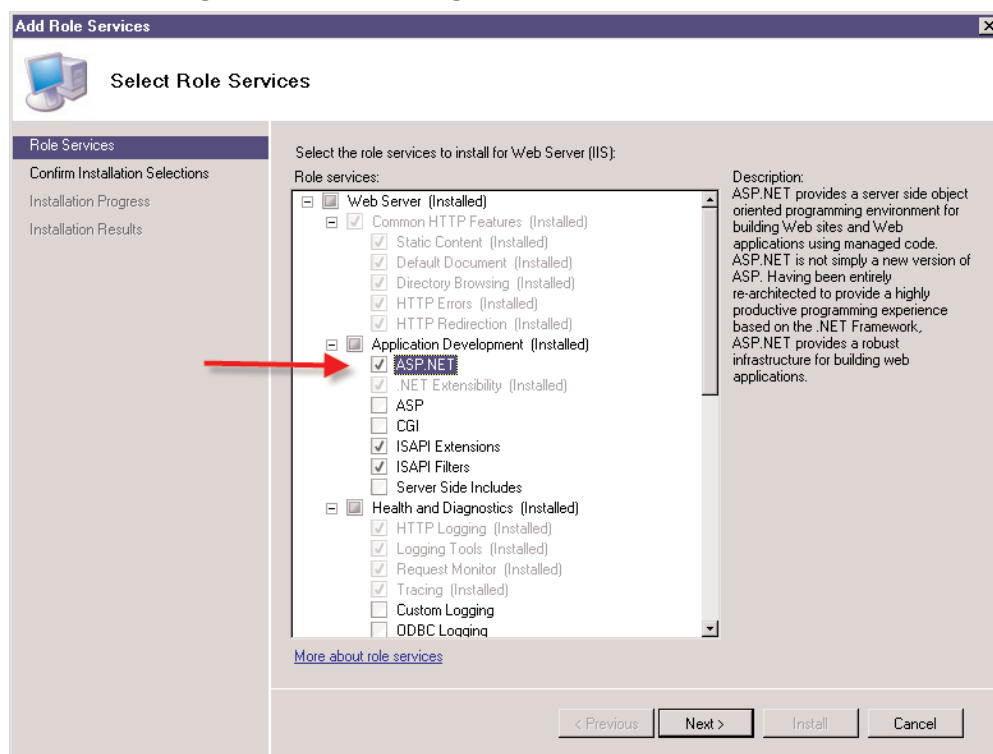 Add Role Services
Select Role Services
Role Services
Confirm Installation Selections
Installation Progress
Installation Results
Select the role services to install for Web Server (IIS):
Role services:
Web Server (Installed)
Common HTTP Features (Installed)
Static Content (Installed)
Default Document (Installed)
Directory Browsing (Installed)
HTTP Errors (Installed)
HTTP Redirection (Installed)
Application Development (Installed)
ASP.NET
.NET Extensibility (Installed)
ASP
CGI
ISAPI Extensions
ISAPI Filters
Server Side Includes
Health and Diagnostics (Installed)
HTTP Logging (Installed)
Logging Tools (Installed)
Request Monitor (Installed)
Tracing (Installed)
Custom Logging
ODBC Logging
More about role services
Description:
ASP.NET provides a server side object
oriented programming environment for
building Web sites and Web
applications using managed code.
ASP.NET is not simply a new version of
ASP. Having been entirely
re-architected to provide a highly
productive programming experience
based on the .NET Framework,
ASP.NET provides a robust
infrastructure for building web
applications.
< Previous
Next >
Install
Cancel